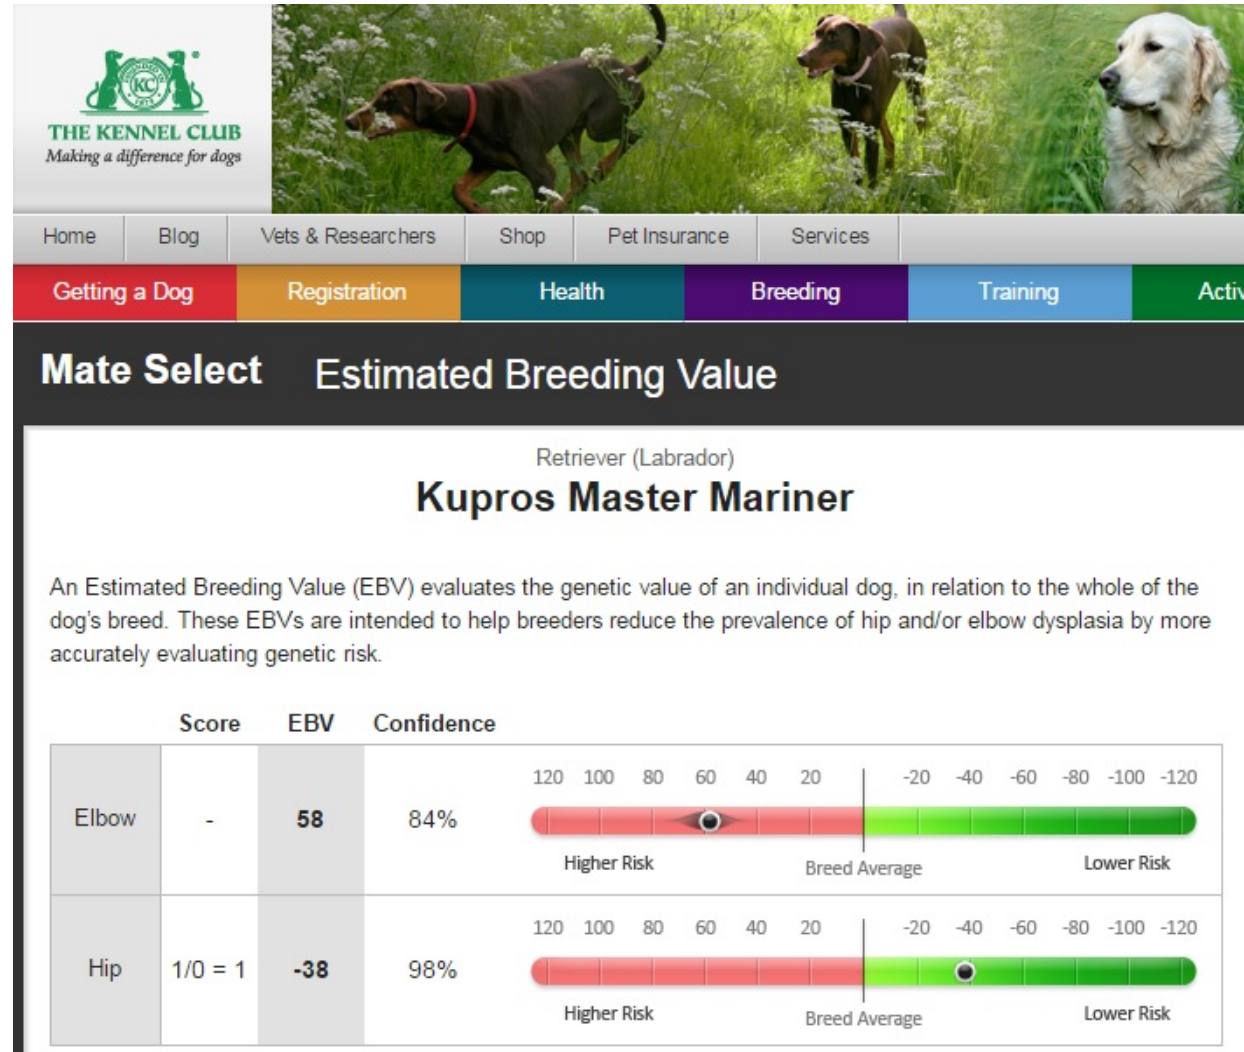 THE KENNEL CLUB
Making a difference for dogs
Home Blog Vets & Researchers Shop Pet Insurance Services
Getting a Dog Registration Health Breeding Training Activ
Mate Select Estimated Breeding Value
Retriever (Labrador)
Kupros Master Mariner
An Estimated Breeding Value (EBV) evaluates the genetic value of an individual dog, in relation to the whole of the
dog's breed. These EBVs are intended to help breeders reduce the prevalence of hip and/or elbow dysplasia by more
accurately evaluating genetic risk.
Score EBV Confidence
120 100 80 60 40 20 -20 -40 -60 -80 -100 -120
Elbow - 58 84%
Higher Risk Breed Average Lower Risk
120 100 80 60 40 20 -20 -40 -60 -80 -100 -120
Hip 1/0 = 1 -38 98%
Higher Risk Breed Average Lower Risk